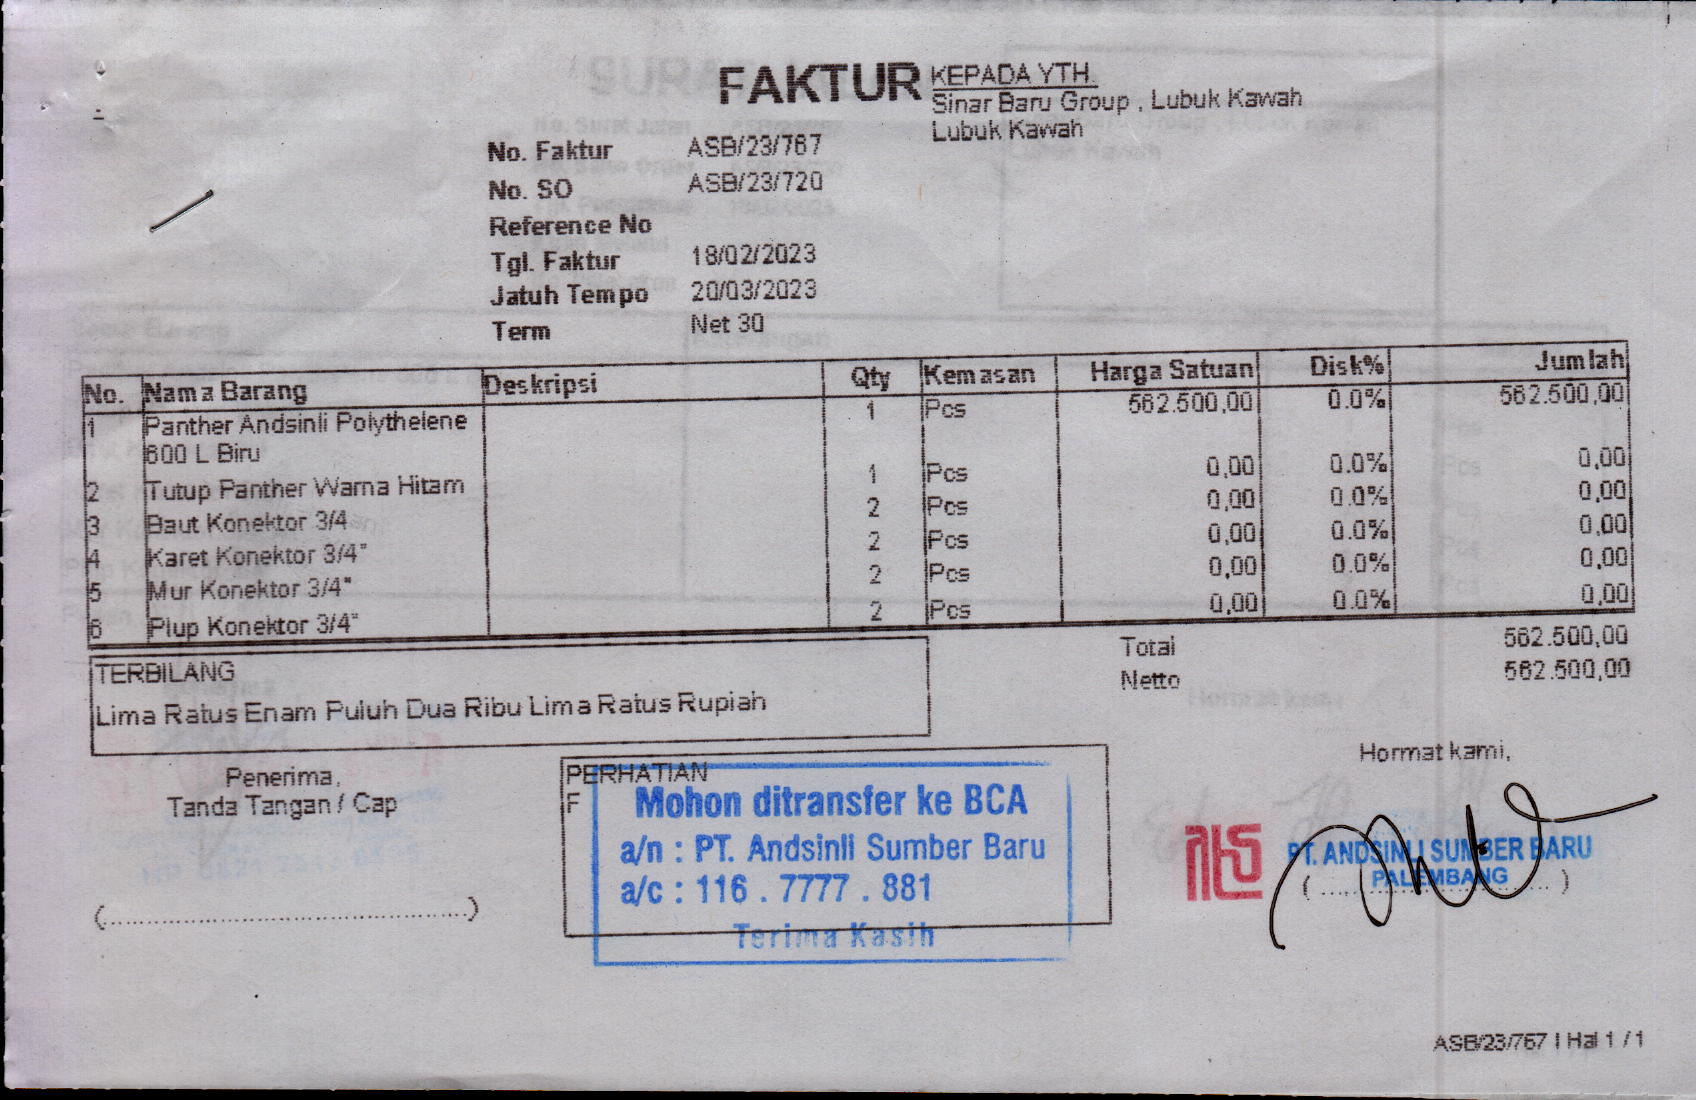 FAKTUR
KEPADA YTH.
Sinar Baru Group , Lubuk Kawah
Lubuk Kawah
No. Faktur ASB/23/767
No. SO ASB/23/720
Reference No
Tgl. Faktur 18/02/2023
Jatuh Tempo 20/03/2023
Term Net 30
No. Nama Barang Deskripsi Qty Kemasan Harga Satuan Disk% Jumlah
1 Panther Andsinli Polythelene 1 Pcs 562.500,00 0.0% 562.500,00
600 L Biru
2 Tutup Panther Warna Hitam 1 Pcs 0,00 0.0% 0,00
3 Baut Konektor 3/4 2 Pcs 0,00 0.0% 0,00
4 Karet Konektor 3/4" 2 Pcs 0,00 0.0% 0,00
5 Mur Konektor 3/4" 2 Pcs 0,00 0.0% 0,00
6 Plup Konektor 3/4" 2 Pcs 0,00 0.0% 0,00
Total 562.500,00
Netto 562.500,00
TERBILANG
Lima Ratus Enam Puluh Dua Ribu Lima Ratus Rupiah
Penerima,
Tanda Tangan / Cap
(..............................................)
PERHATIAN
F
Mohon ditransfer ke BCA
a/n : PT. Andsinli Sumber Baru
a/c : 116 . 7777 . 881
Terima Kasih
Hormat kami,
PT. ANDSINLI SUMBER BARU
PALEMBANG
ASB/23/767 | Hal 1 / 1